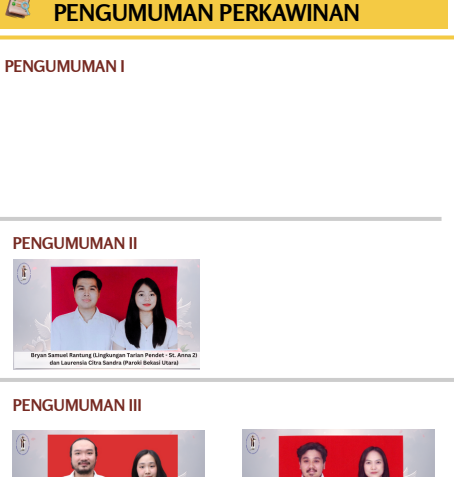 PENGUMUMAN PERKAWINAN
PENGUMUMAN I
PENGUMUMAN II
Bryan Samuel Rantung (Lingkungan Tarian Pendet - St. Anna 2)
dan Laurensia Citra Sandra (Paroki Bekasi Utara)
PENGUMUMAN III